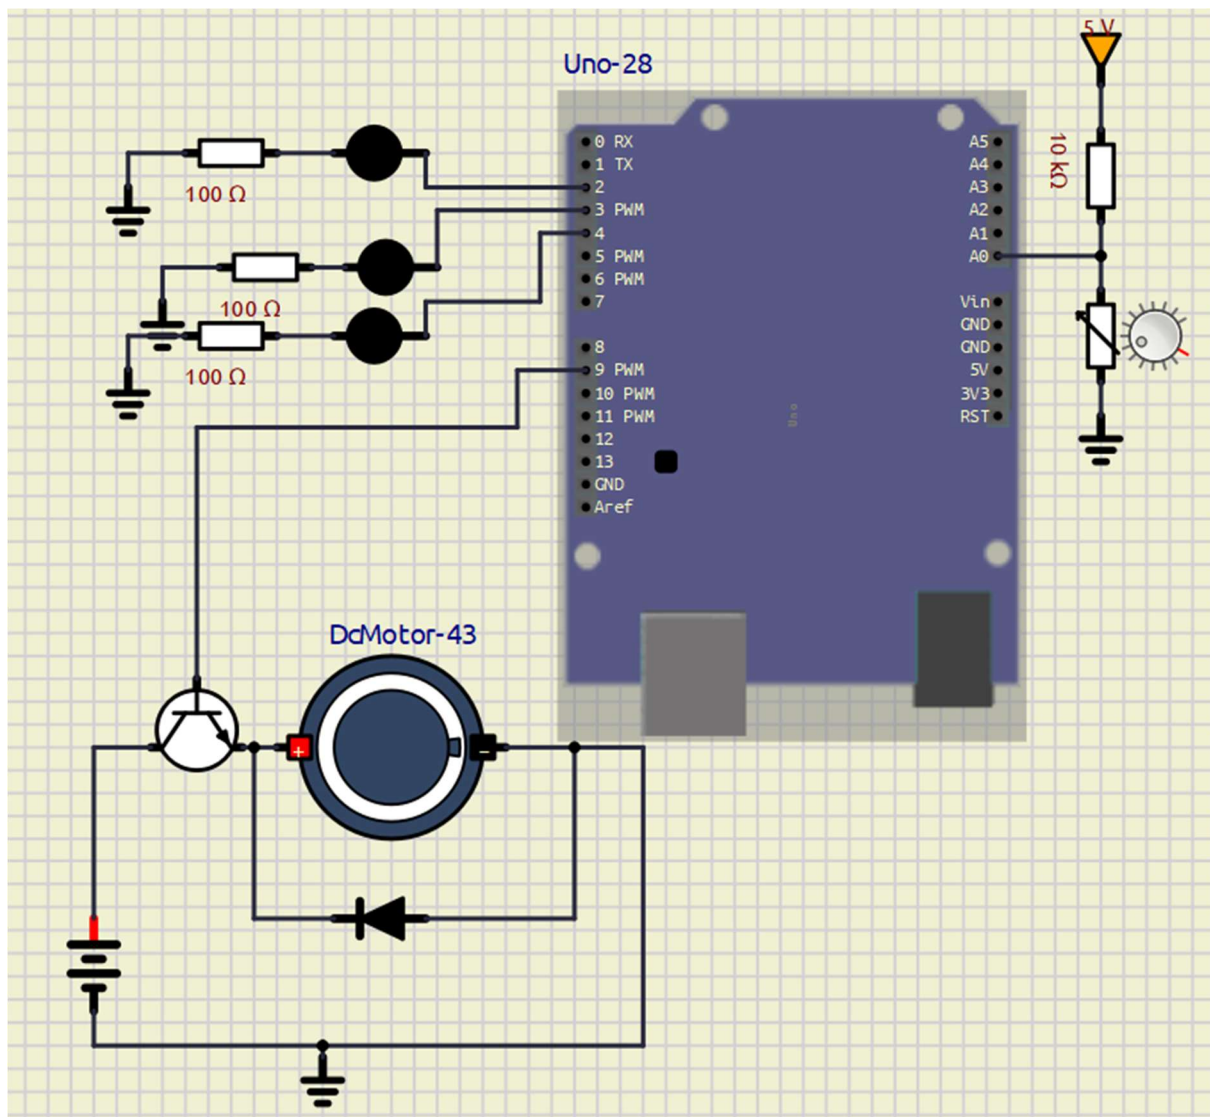 5 V
Uno-28
0 RX
1 TX
2
3 PWM
4
5 PWM
6 PWM
7
8
9 PWM
10 PWM
11 PWM
12
13
GND
Aref
A5
A4
A3
A2
A1
A0
Vin
GND
GND
5V
3V3
RST
Uno
10 kΩ
100 Ω
100 Ω
100 Ω
DcMotor-43
+
-